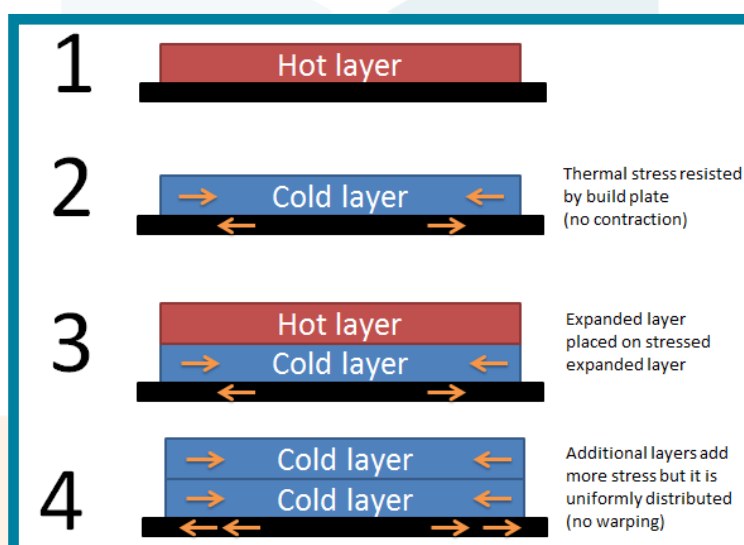 1
Hot layer
2
Cold layer
Thermal stress resisted
by build plate
(no contraction)
3
Hot layer
Cold layer
Expanded layer
placed on stressed
expanded layer
4
Cold layer
Cold layer
Additional layers add
more stress but it is
uniformly distributed
(no warping)